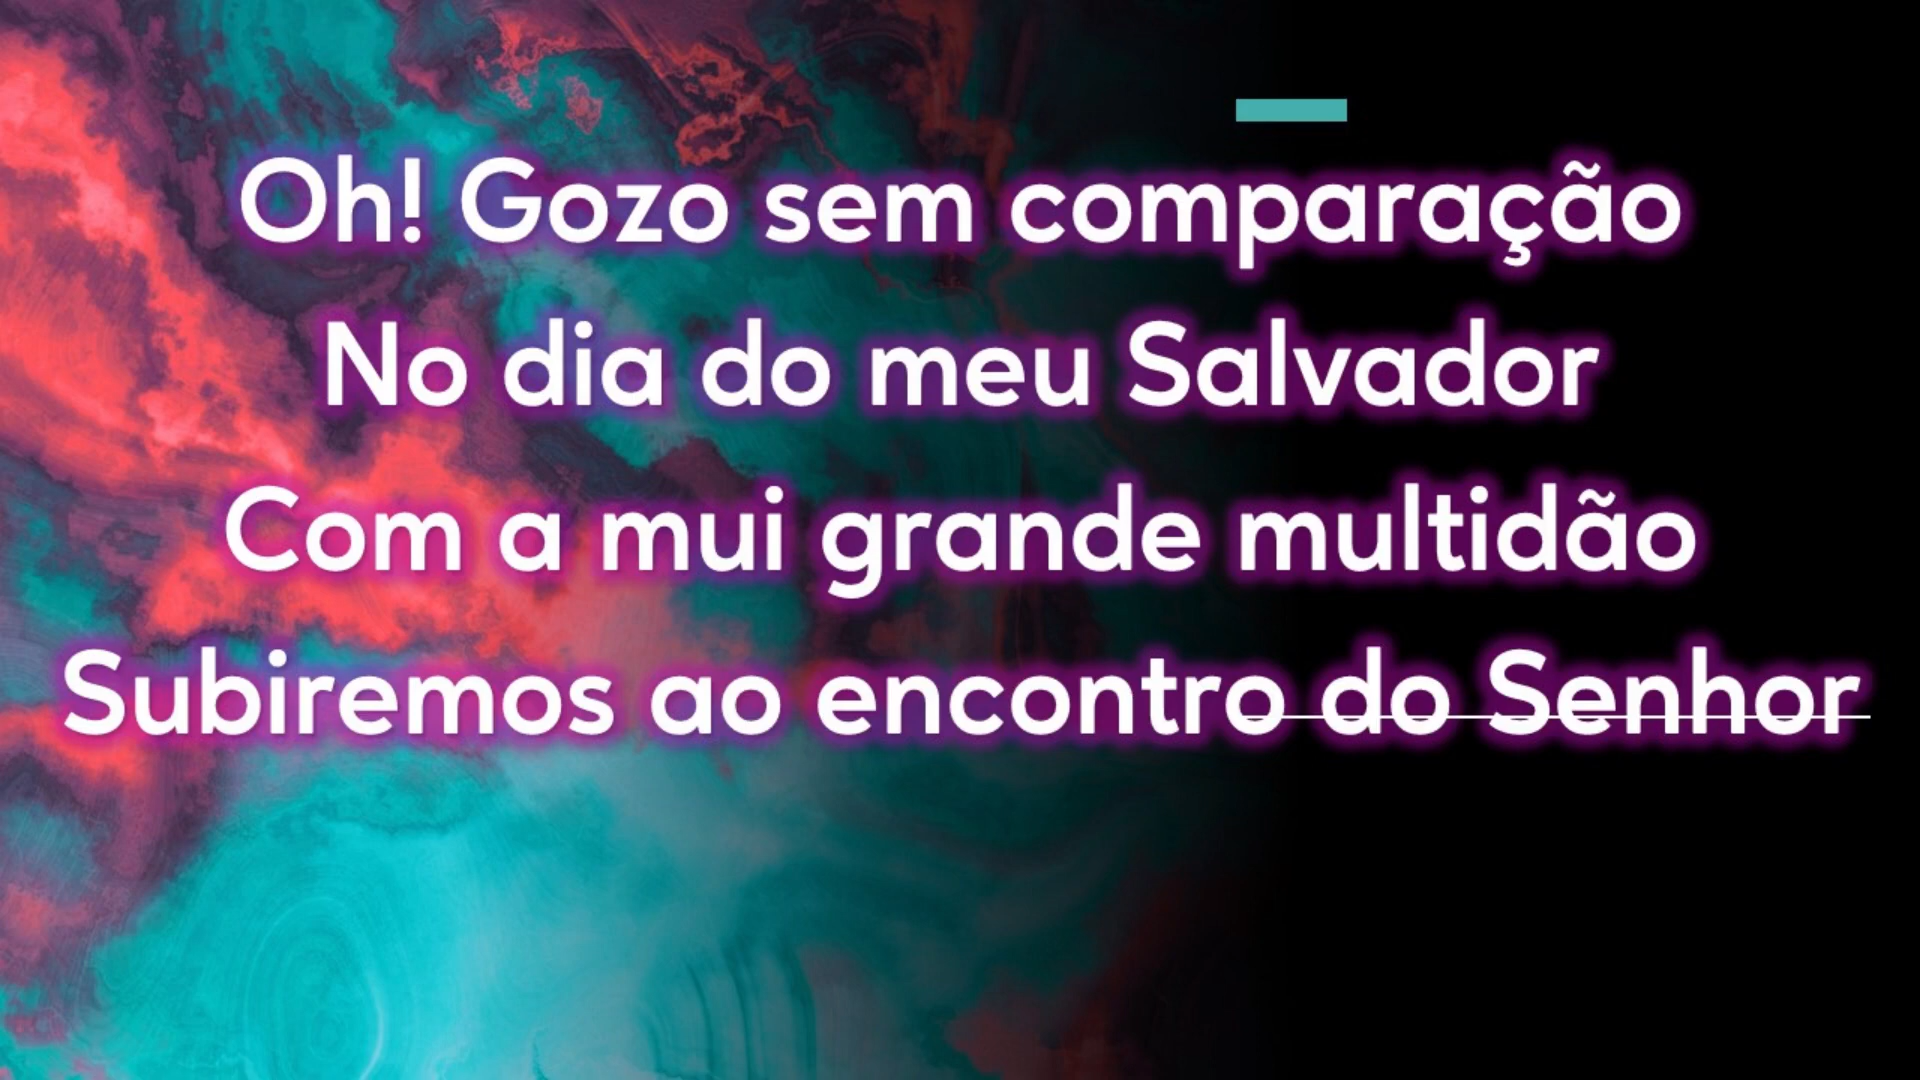 Oh! Gozo sem comparação
No dia do meu Salvador
Com a mui grande multidão
Subiremos ao encontro do Senhor